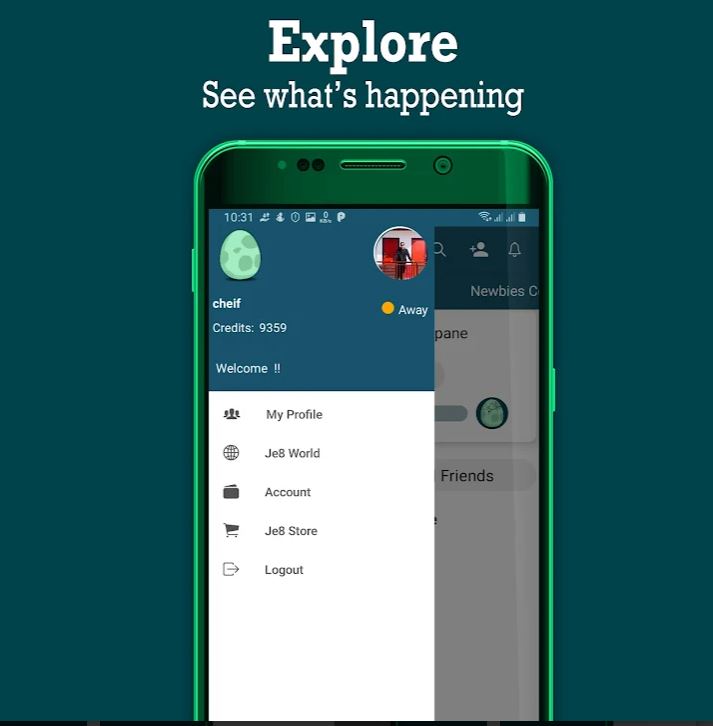 Explore
See what's happening
10:31
cheif
Away
Credits: 9359
Newbies C
Welcome !!
pane
My Profile
Je8 World
Account
Friends
Je8 Store
Logout